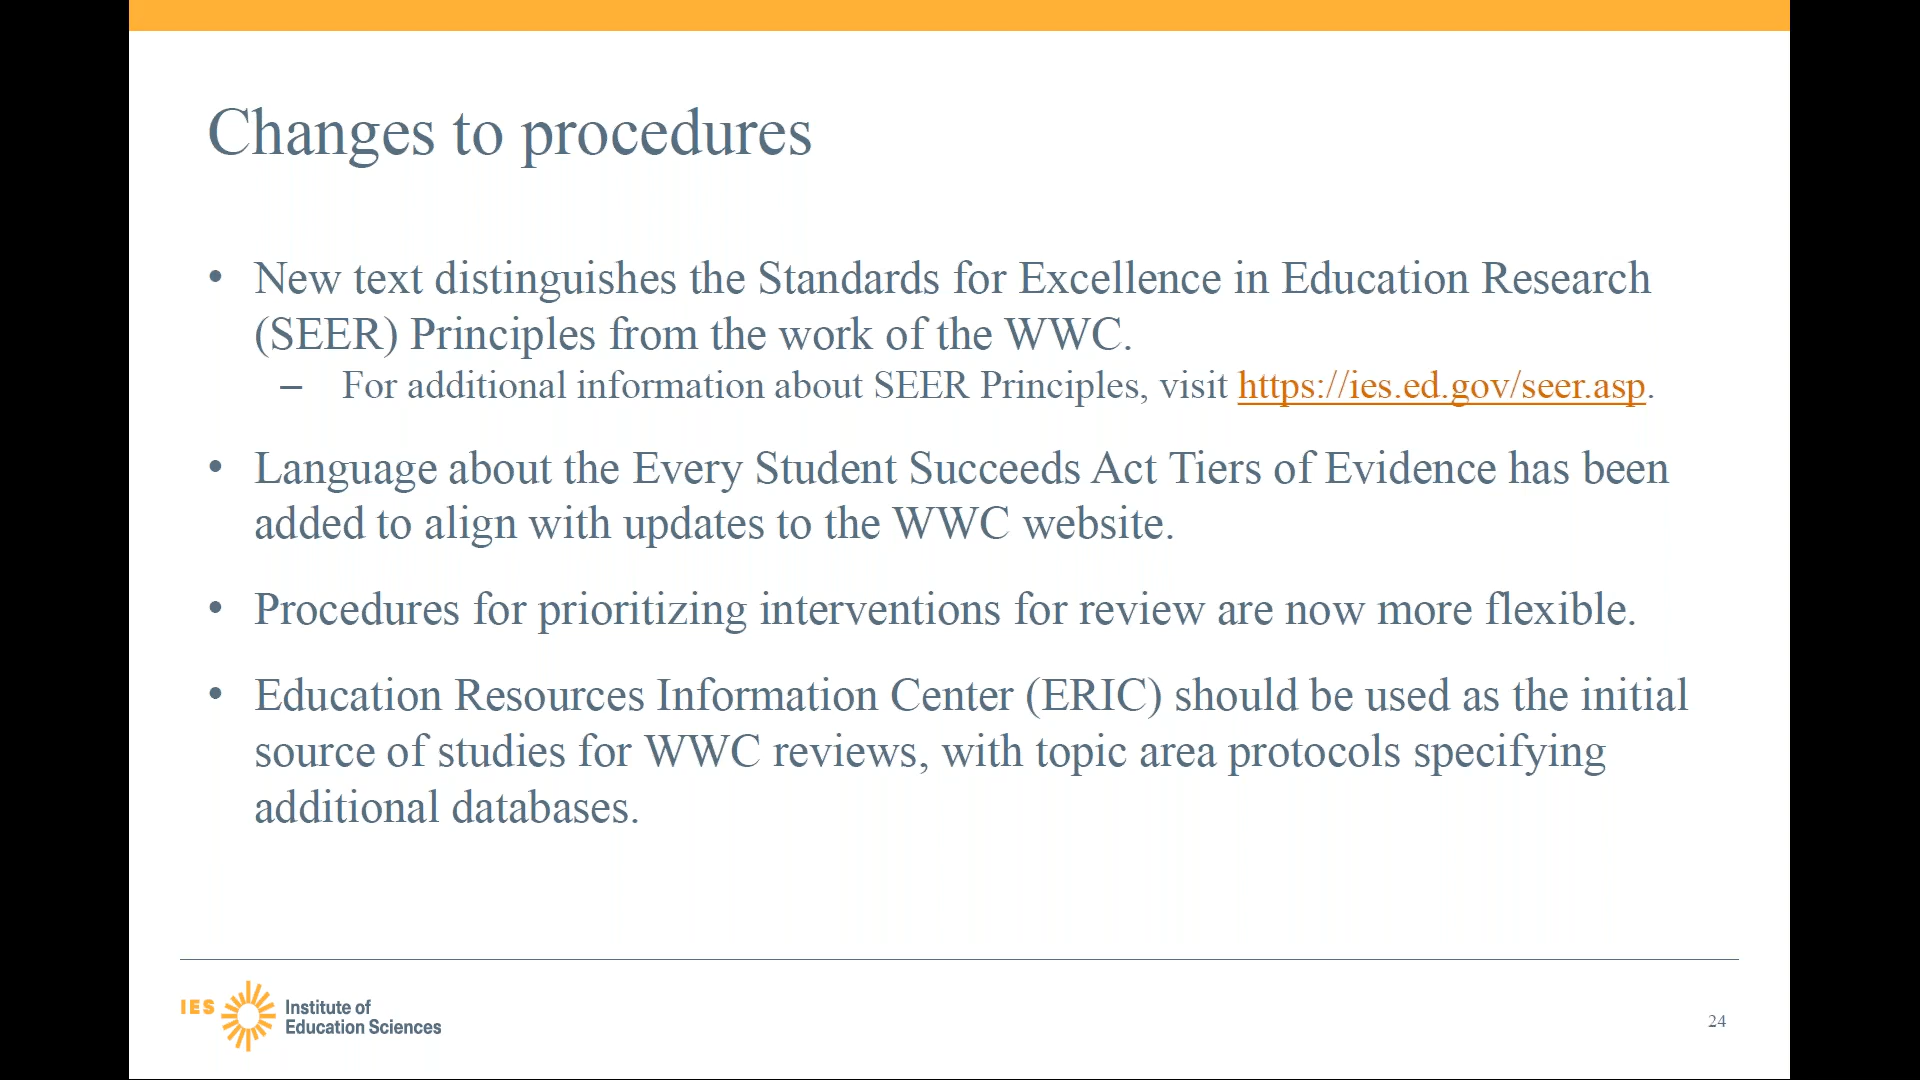 Changes to procedures
• New text distinguishes the Standards for Excellence in Education Research
(SEER) Principles from the work of the WWC.
– For additional information about SEER Principles, visit https://ies.ed.gov/seer.asp.
• Language about the Every Student Succeeds Act Tiers of Evidence has been
added to align with updates to the WWC website.
• Procedures for prioritizing interventions for review are now more flexible.
• Education Resources Information Center (ERIC) should be used as the initial
source of studies for WWC reviews, with topic area protocols specifying
additional databases.
IES Institute of
Education Sciences
24